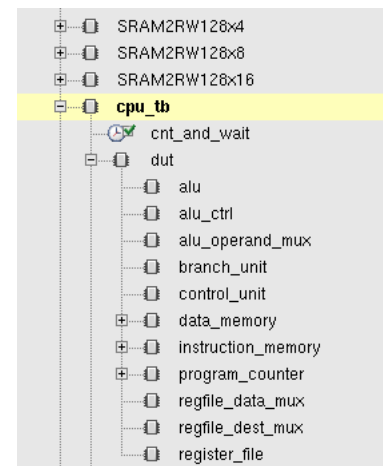 SRAM2RW128x4
SRAM2RW128x8
SRAM2RW128x16
cpu_tb
cnt_and_wait
dut
alu
alu_ctrl
alu_operand_mux
branch_unit
control_unit
data_memory
instruction_memory
program_counter
regfile_data_mux
regfile_dest_mux
register_file